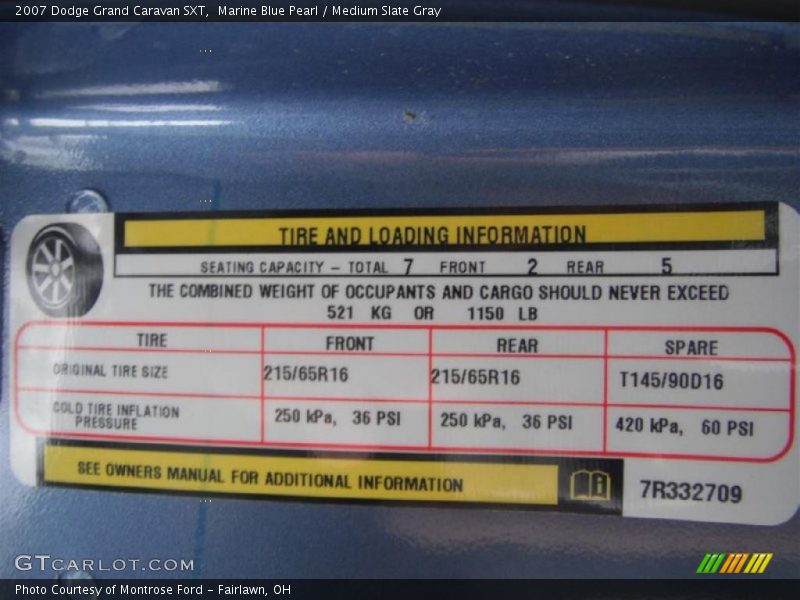 2007 Dodge Grand Caravan SXT,  Marine Blue Pearl / Medium Slate Gray
TIRE AND LOADING INFORMATION
SEATING CAPACITY – TOTAL 7 FRONT 2 REAR 5
THE COMBINED WEIGHT OF OCCUPANTS AND CARGO SHOULD NEVER EXCEED
521 KG OR 1150 LB
TIRE FRONT REAR SPARE
ORIGINAL TIRE SIZE 215/65R16 215/65R16 T145/90D16
COLD TIRE INFLATION
PRESSURE 250 kPa, 36 PSI 250 kPa, 36 PSI 420 kPa, 60 PSI
SEE OWNERS MANUAL FOR ADDITIONAL INFORMATION
7R332709
GTCARLOT.COM
Photo Courtesy of Montrose Ford - Fairlawn, OH